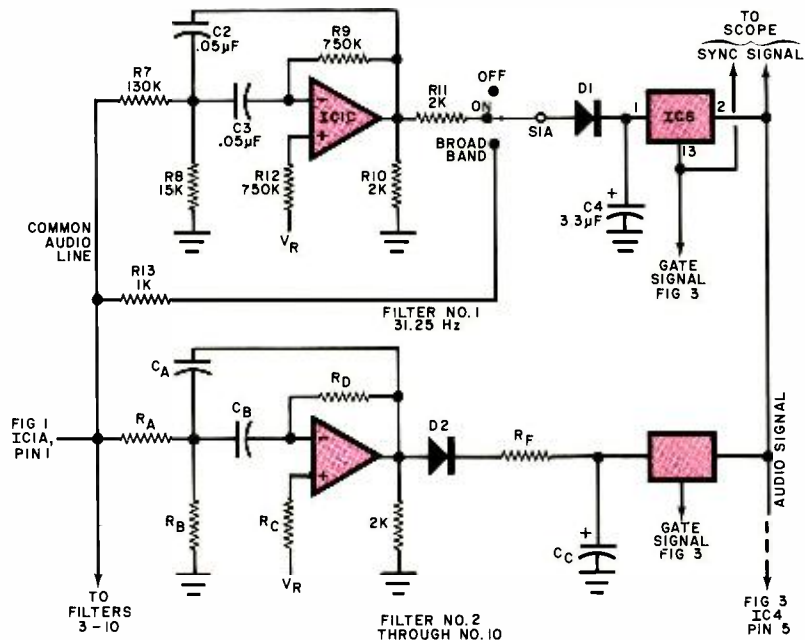 TO
SCOPE
SYNC SIGNAL
C2
.05µF
R9
750K
R7
130K
C3
.05µF
IC1C
R11
2K
OFF
ON
BROAD
BAND
S1A
D1
1
IC6
2
13
R8
15K
R12
750K
VR
R10
2K
+
C4
3.3µF
GATE
SIGNAL
FIG 3
COMMON
AUDIO
LINE
R13
1K
FILTER NO.1
31.25 Hz
CA
RD
FIG 1
IC1A,
PIN 1
RA
CB
D2
RF
RB
RC
VR
2K
+
CC
GATE
SIGNAL
FIG 3
AUDIO SIGNAL
TO
FILTERS
3-10
FILTER NO.2
THROUGH NO.10
FIG 3
IC4
PIN 5